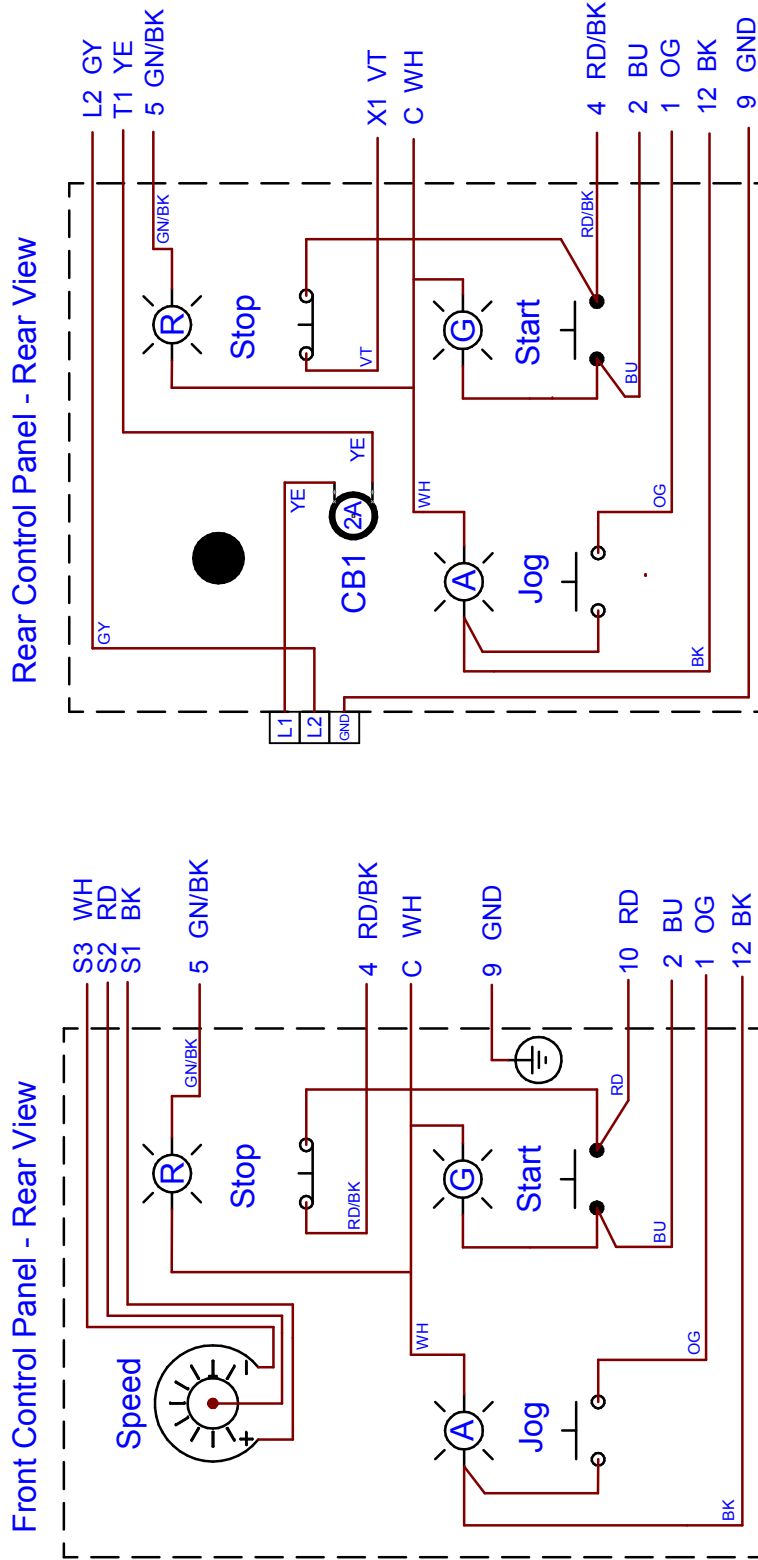 Front Control Panel - Rear View
Speed
+
-
S3 WH
S2 RD
S1 BK
R
GN/BK
5 GN/BK
Stop
RD/BK
4 RD/BK
WH
C WH
9 GND
A
G
Jog
Start
RD
10 RD
BU
2 BU
OG
1 OG
BK
12 BK
Rear Control Panel - Rear View
L2 GY
T1 YE
5 GN/BK
GY
GN/BK
R
YE
YE
L1
L2
GND
CB1
2A
Stop
VT
X1 VT
WH
C WH
A
G
Jog
Start
RD/BK
4 RD/BK
BU
2 BU
OG
1 OG
BK
12 BK
9 GND